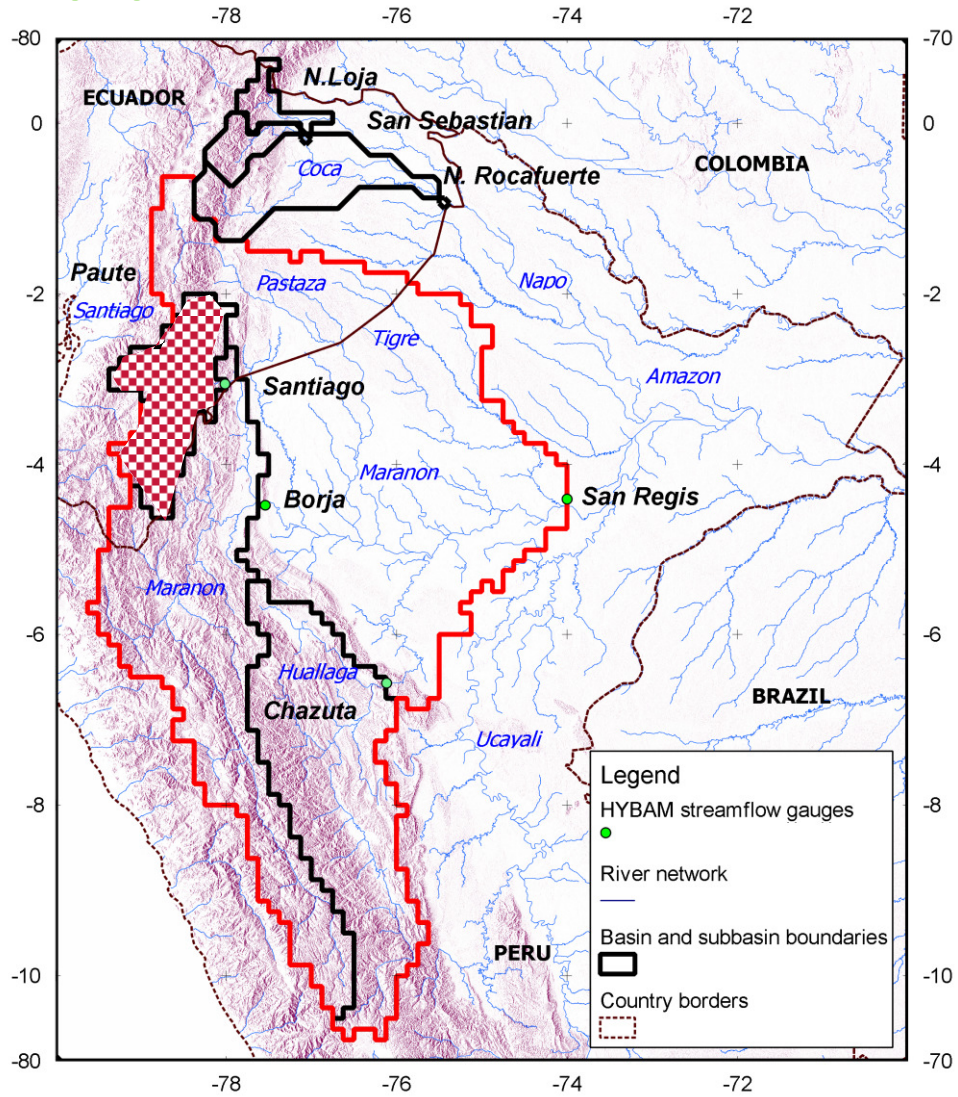 -78 -76 -74 -72
-80 -70
N.Loja
ECUADOR
San Sebastian
0 0
COLOMBIA
Coca
N. Rocafuerte
Paute
Pastaza
Napo
-2 -2
Santiago
Tigre
Amazon
Santiago
-4 Maranon -4
Borja
San Regis
Maranon
-6 -6
Huallaga
BRAZIL
Chazuta
Ucayali
Legend
-8 HYBAM streamflow gauges -8
River network
Basin and subbasin boundaries
PERU
-10 -10
Country borders
-80 -70
-78 -76 -74 -72